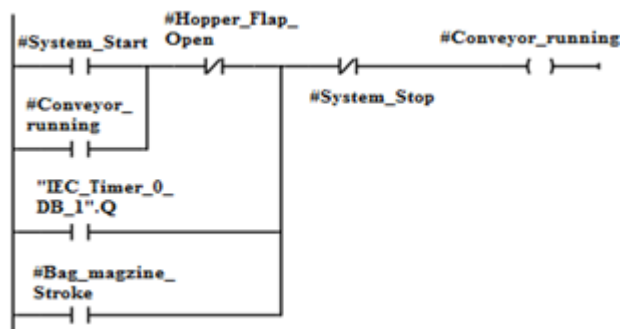 #Hopper_Flap_
Open
#System_Start
#Conveyor_running
#Conveyor_
running
#System_Stop
"IEC_Timer_0_
DB_1".Q
#Bag_magzine_
Stroke